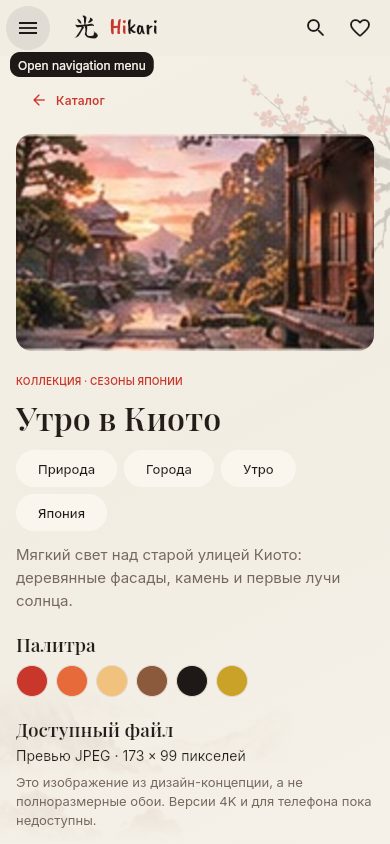 光 Hikari
Open navigation menu
← Каталог
КОЛЛЕКЦИЯ · СЕЗОНЫ ЯПОНИИ
Утро в Киото
Природа
Города
Утро
Япония
Мягкий свет над старой улицей Киото:
деревянные фасады, камень и первые лучи
солнца.
Палитра
Доступный файл
Превью JPEG · 173 × 99 пикселей
Это изображение из дизайн-концепции, а не
полноразмерные обои. Версии 4K и для телефона пока
недоступны.